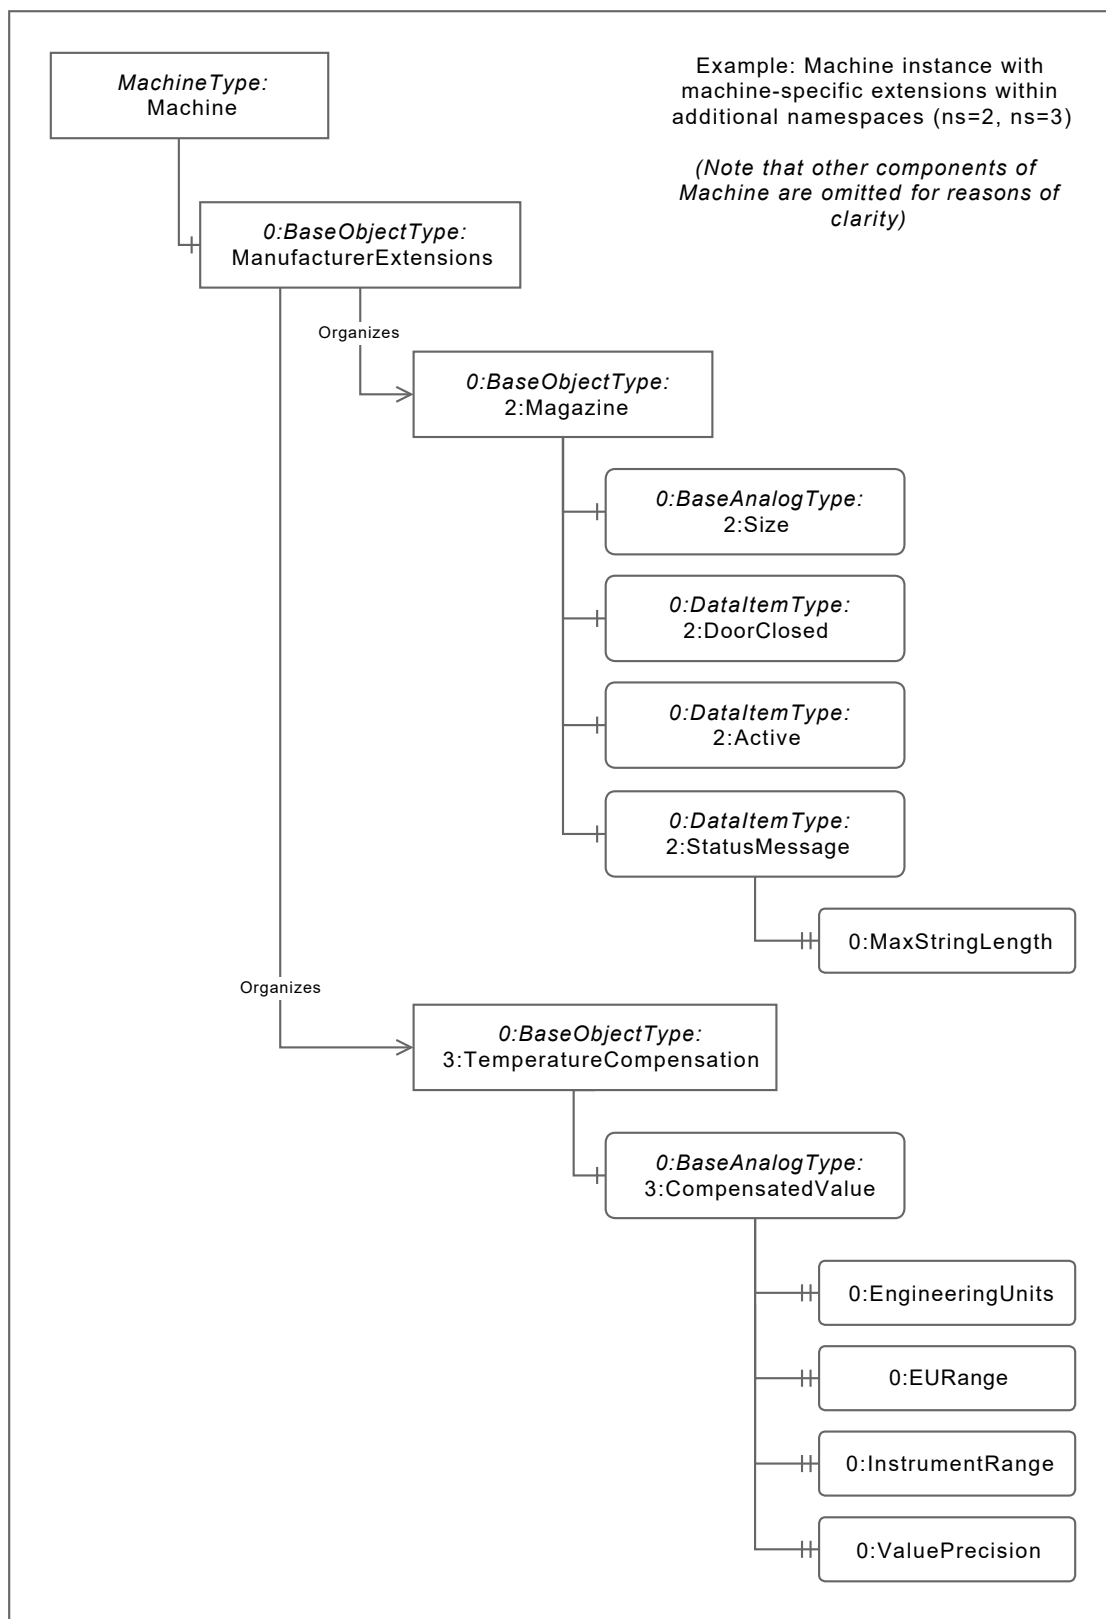 MachineType:
Machine
Example: Machine instance with
machine-specific extensions within
additional namespaces (ns=2, ns=3)
(Note that other components of
Machine are omitted for reasons of
clarity)
0:BaseObjectType:
ManufacturerExtensions
Organizes
0:BaseObjectType:
2:Magazine
0:BaseAnalogType:
2:Size
0:DataItemType:
2:DoorClosed
0:DataItemType:
2:Active
0:DataItemType:
2:StatusMessage
0:MaxStringLength
Organizes
0:BaseObjectType:
3:TemperatureCompensation
0:BaseAnalogType:
3:CompensatedValue
0:EngineeringUnits
0:EURange
0:InstrumentRange
0:ValuePrecision